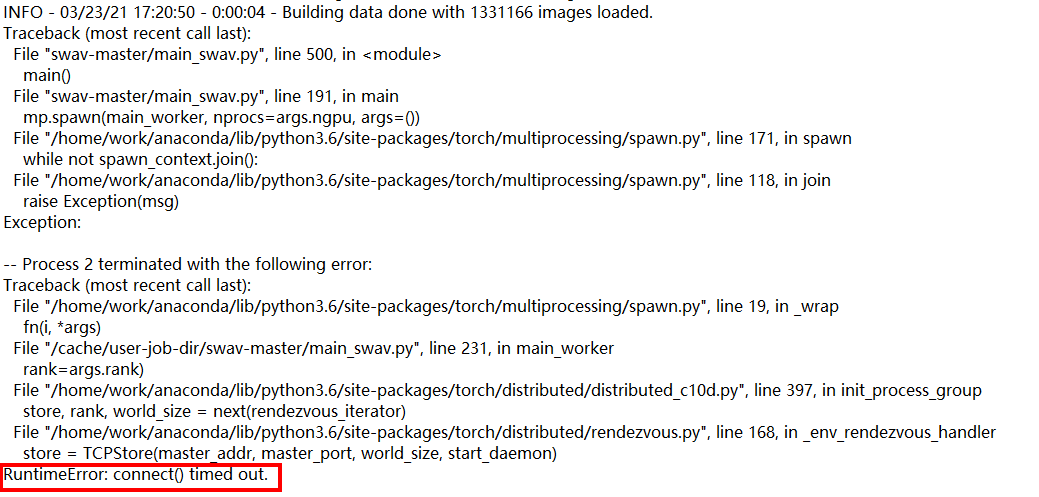 INFO - 03/23/21 17:20:50 - 0:00:04 - Building data done with 1331166 images loaded.
Traceback (most recent call last):
File "swav-master/main_swav.py", line 500, in <module>
main()
File "swav-master/main_swav.py", line 191, in main
mp.spawn(main_worker, nprocs=args.ngpu, args=())
File "/home/work/anaconda/lib/python3.6/site-packages/torch/multiprocessing/spawn.py", line 171, in spawn
while not spawn_context.join():
File "/home/work/anaconda/lib/python3.6/site-packages/torch/multiprocessing/spawn.py", line 118, in join
raise Exception(msg)
Exception:
-- Process 2 terminated with the following error:
Traceback (most recent call last):
File "/home/work/anaconda/lib/python3.6/site-packages/torch/multiprocessing/spawn.py", line 19, in _wrap
fn(i, *args)
File "/cache/user-job-dir/swav-master/main_swav.py", line 231, in main_worker
rank=args.rank)
File "/home/work/anaconda/lib/python3.6/site-packages/torch/distributed/distributed_c10d.py", line 397, in init_process_group
store, rank, world_size = next(rendezvous_iterator)
File "/home/work/anaconda/lib/python3.6/site-packages/torch/distributed/rendezvous.py", line 168, in _env_rendezvous_handler
store = TCPStore(master_addr, master_port, world_size, start_daemon)
RuntimeError: connect() timed out.